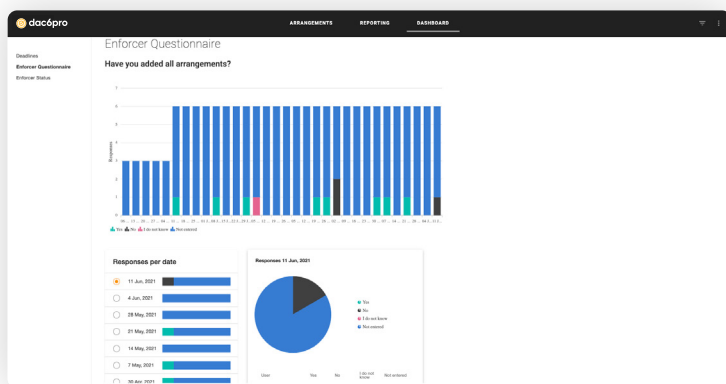 dac6pro
ARRANGEMENTS REPORTING DASHBOARD
Deadlines
Enforcer Questionnaire
Enforcer Status
Enforcer Questionnaire
Have you added all arrangements?
Responses
Yes No I do not know Not entered
Responses per date
11 Jun, 2021
4 Jun, 2021
28 May, 2021
21 May, 2021
14 May, 2021
7 May, 2021
30 Apr, 2021
Responses 11 Jun, 2021
Yes
No
I do not know
Not entered
User Yes No I do not know Not entered